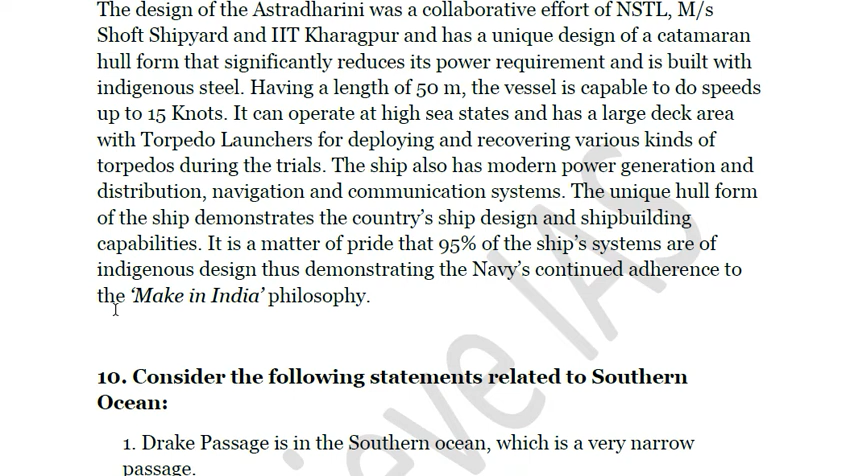 The design of the Astradharini was a collaborative effort of NSTL, M/s
Shoft Shipyard and IIT Kharagpur and has a unique design of a catamaran
hull form that significantly reduces its power requirement and is built with
indigenous steel. Having a length of 50 m, the vessel is capable to do speeds
up to 15 Knots. It can operate at high sea states and has a large deck area
with Torpedo Launchers for deploying and recovering various kinds of
torpedos during the trials. The ship also has modern power generation and
distribution, navigation and communication systems. The unique hull form
of the ship demonstrates the country's ship design and shipbuilding
capabilities. It is a matter of pride that 95% of the ship's systems are of
indigenous design thus demonstrating the Navy's continued adherence to
the 'Make in India' philosophy.
10. Consider the following statements related to Southern
Ocean:
1. Drake Passage is in the Southern ocean, which is a very narrow
passage.
ieve IAS